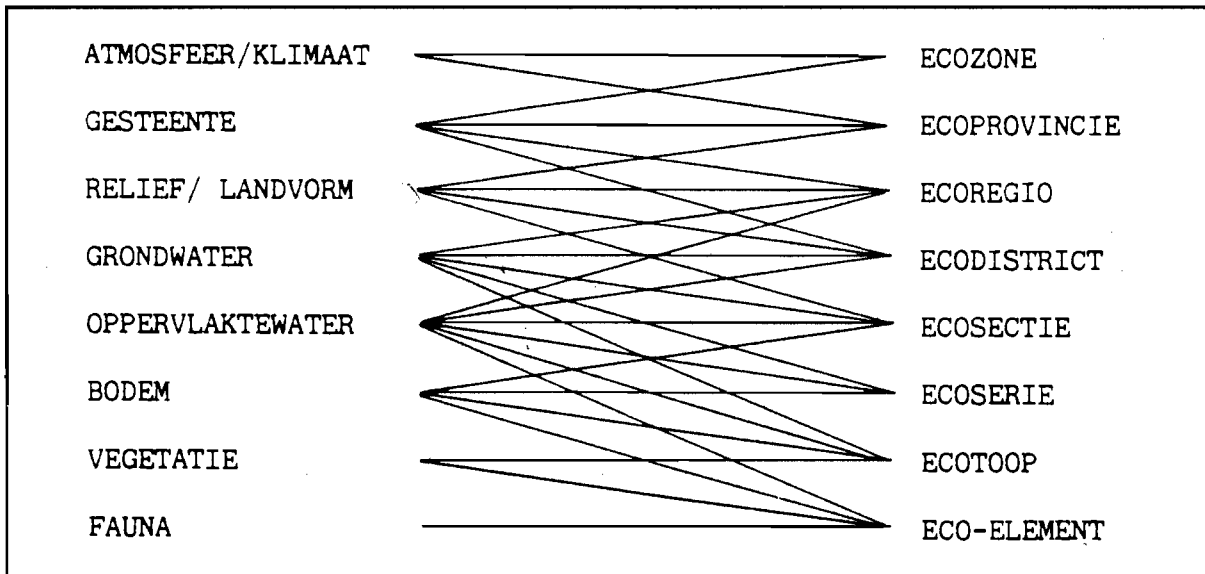 ATMOSFEER/KLIMAAT ECOZONE
GESTEENTE ECOPROVINCIE
RELIEF/ LANDVORM ECOREGIO
GRONDWATER ECODISTRICT
OPPERVLAKTEWATER ECOSECTIE
BODEM ECOSERIE
VEGETATIE ECOTOOP
FAUNA ECO-ELEMENT